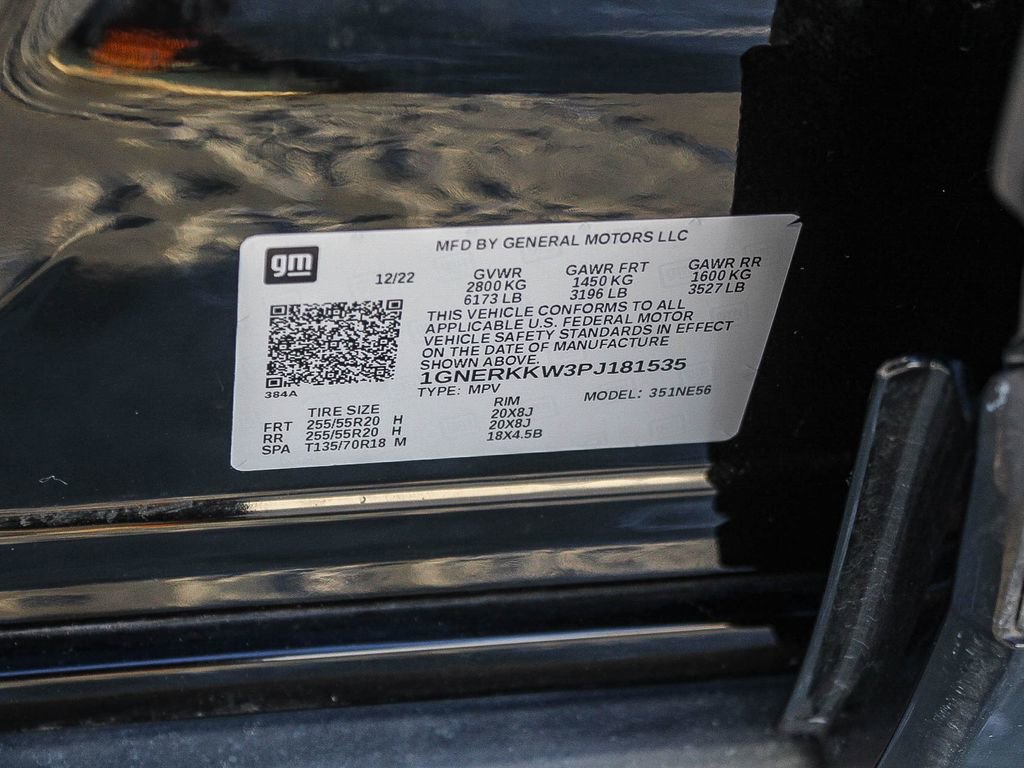 gm
MFD BY GENERAL MOTORS LLC
12/22 GVWR GAWR FRT GAWR RR
2800 KG 1450 KG 1600 KG
6173 LB 3196 LB 3527 LB
THIS VEHICLE CONFORMS TO ALL
APPLICABLE U.S. FEDERAL MOTOR
VEHICLE SAFETY STANDARDS IN EFFECT
ON THE DATE OF MANUFACTURE
SHOWN ABOVE.
1GNERKKW3PJ181535
384A
TYPE: MPV MODEL: 351NE56
TIRE SIZE RIM
FRT 255/55R20 H 20X8J
RR 255/55R20 H 20X8J
SPA T135/70R18 M 18X4.5B